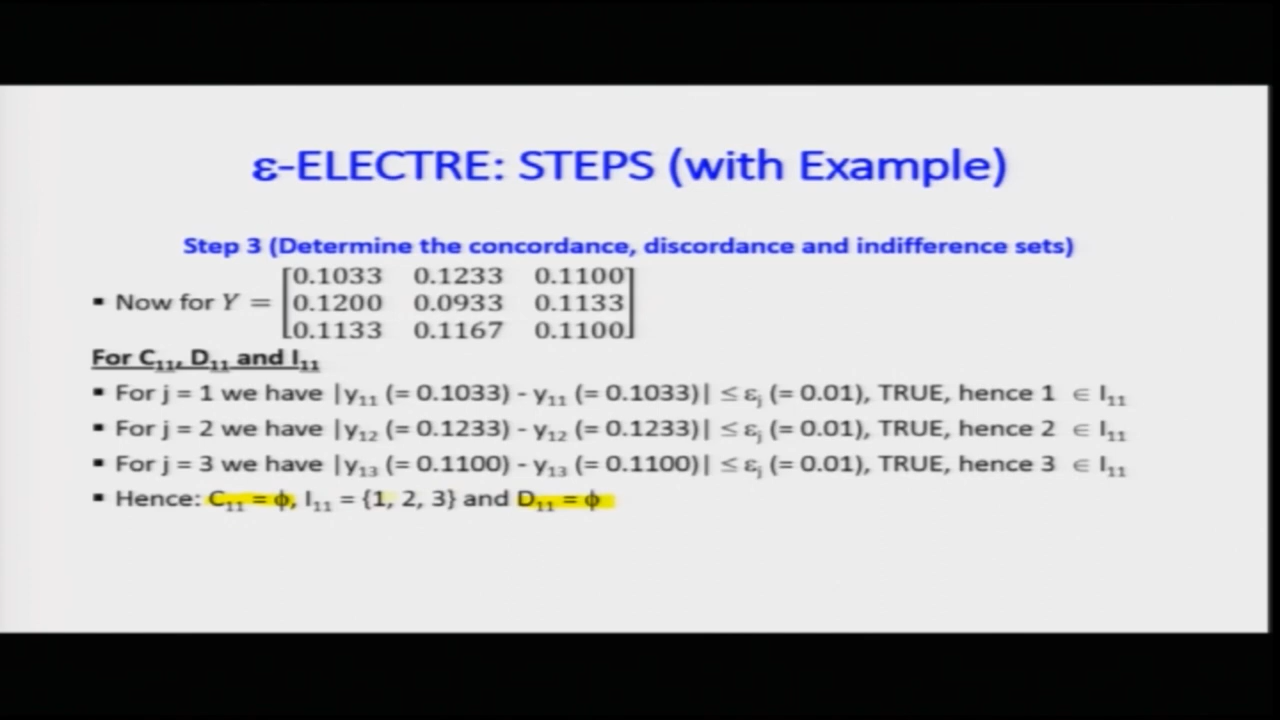 ε-ELECTRE: STEPS (with Example)
Step 3 (Determine the concordance, discordance and indifference sets)
▪ Now for Y = [0.1033 0.1233 0.1100
0.1200 0.0933 0.1133
0.1133 0.1167 0.1100]
For C₁₁, D₁₁ and I₁₁
▪ For j = 1 we have |y₁₁ (= 0.1033) - y₁₁ (= 0.1033)| ≤ εⱼ (= 0.01), TRUE, hence 1 ∈ I₁₁
▪ For j = 2 we have |y₁₂ (= 0.1233) - y₁₂ (= 0.1233)| ≤ εⱼ (= 0.01), TRUE, hence 2 ∈ I₁₁
▪ For j = 3 we have |y₁₃ (= 0.1100) - y₁₃ (= 0.1100)| ≤ εⱼ (= 0.01), TRUE, hence 3 ∈ I₁₁
▪ Hence: C₁₁ = ϕ, I₁₁ = {1, 2, 3} and D₁₁ = ϕ